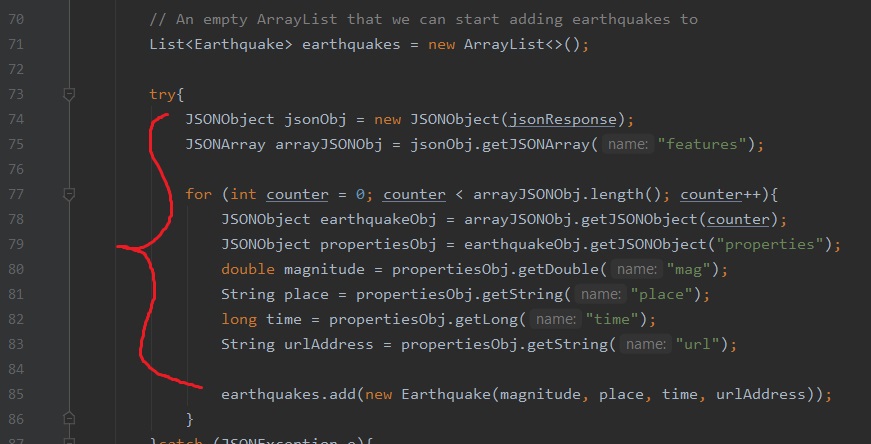 70 // An empty ArrayList that we can start adding earthquakes to
71 List<Earthquake> earthquakes = new ArrayList<>();
72
73 try{
74 JSONObject jsonObj = new JSONObject(jsonResponse);
75 JSONArray arrayJSONObj = jsonObj.getJSONArray( name: "features");
76
77 for (int counter = 0; counter < arrayJSONObj.length(); counter++){
78 JSONObject earthquakeObj = arrayJSONObj.getJSONObject(counter);
79 JSONObject propertiesObj = earthquakeObj.getJSONObject("properties");
80 double magnitude = propertiesObj.getDouble( name: "mag");
81 String place = propertiesObj.getString( name: "place");
82 long time = propertiesObj.getLong( name: "time");
83 String urlAddress = propertiesObj.getString( name: "url");
84
85 earthquakes.add(new Earthquake(magnitude, place, time, urlAddress));
86 }
87 }catch (JSONException e){